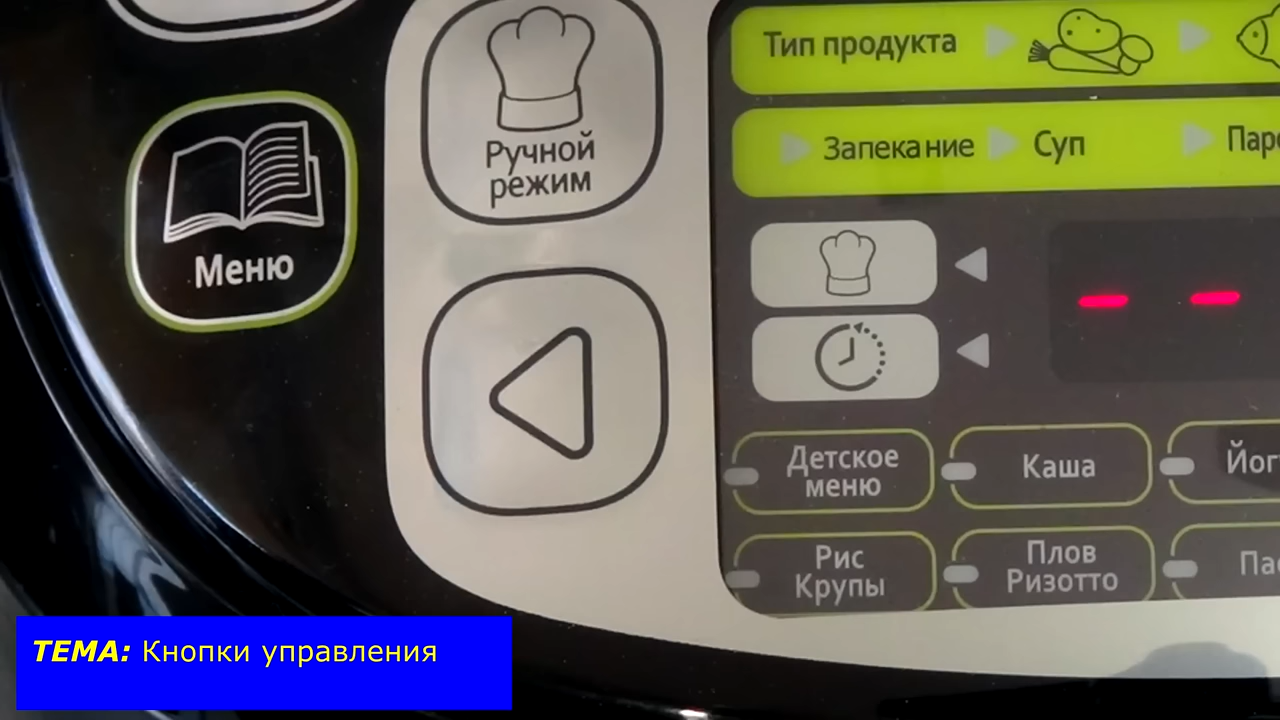 Тип продукта
Запекание Суп
Ручной
режим
Меню
Детское
меню
Каша
Рис
Крупы
Плов
Ризотто
ТЕМА: Кнопки управления